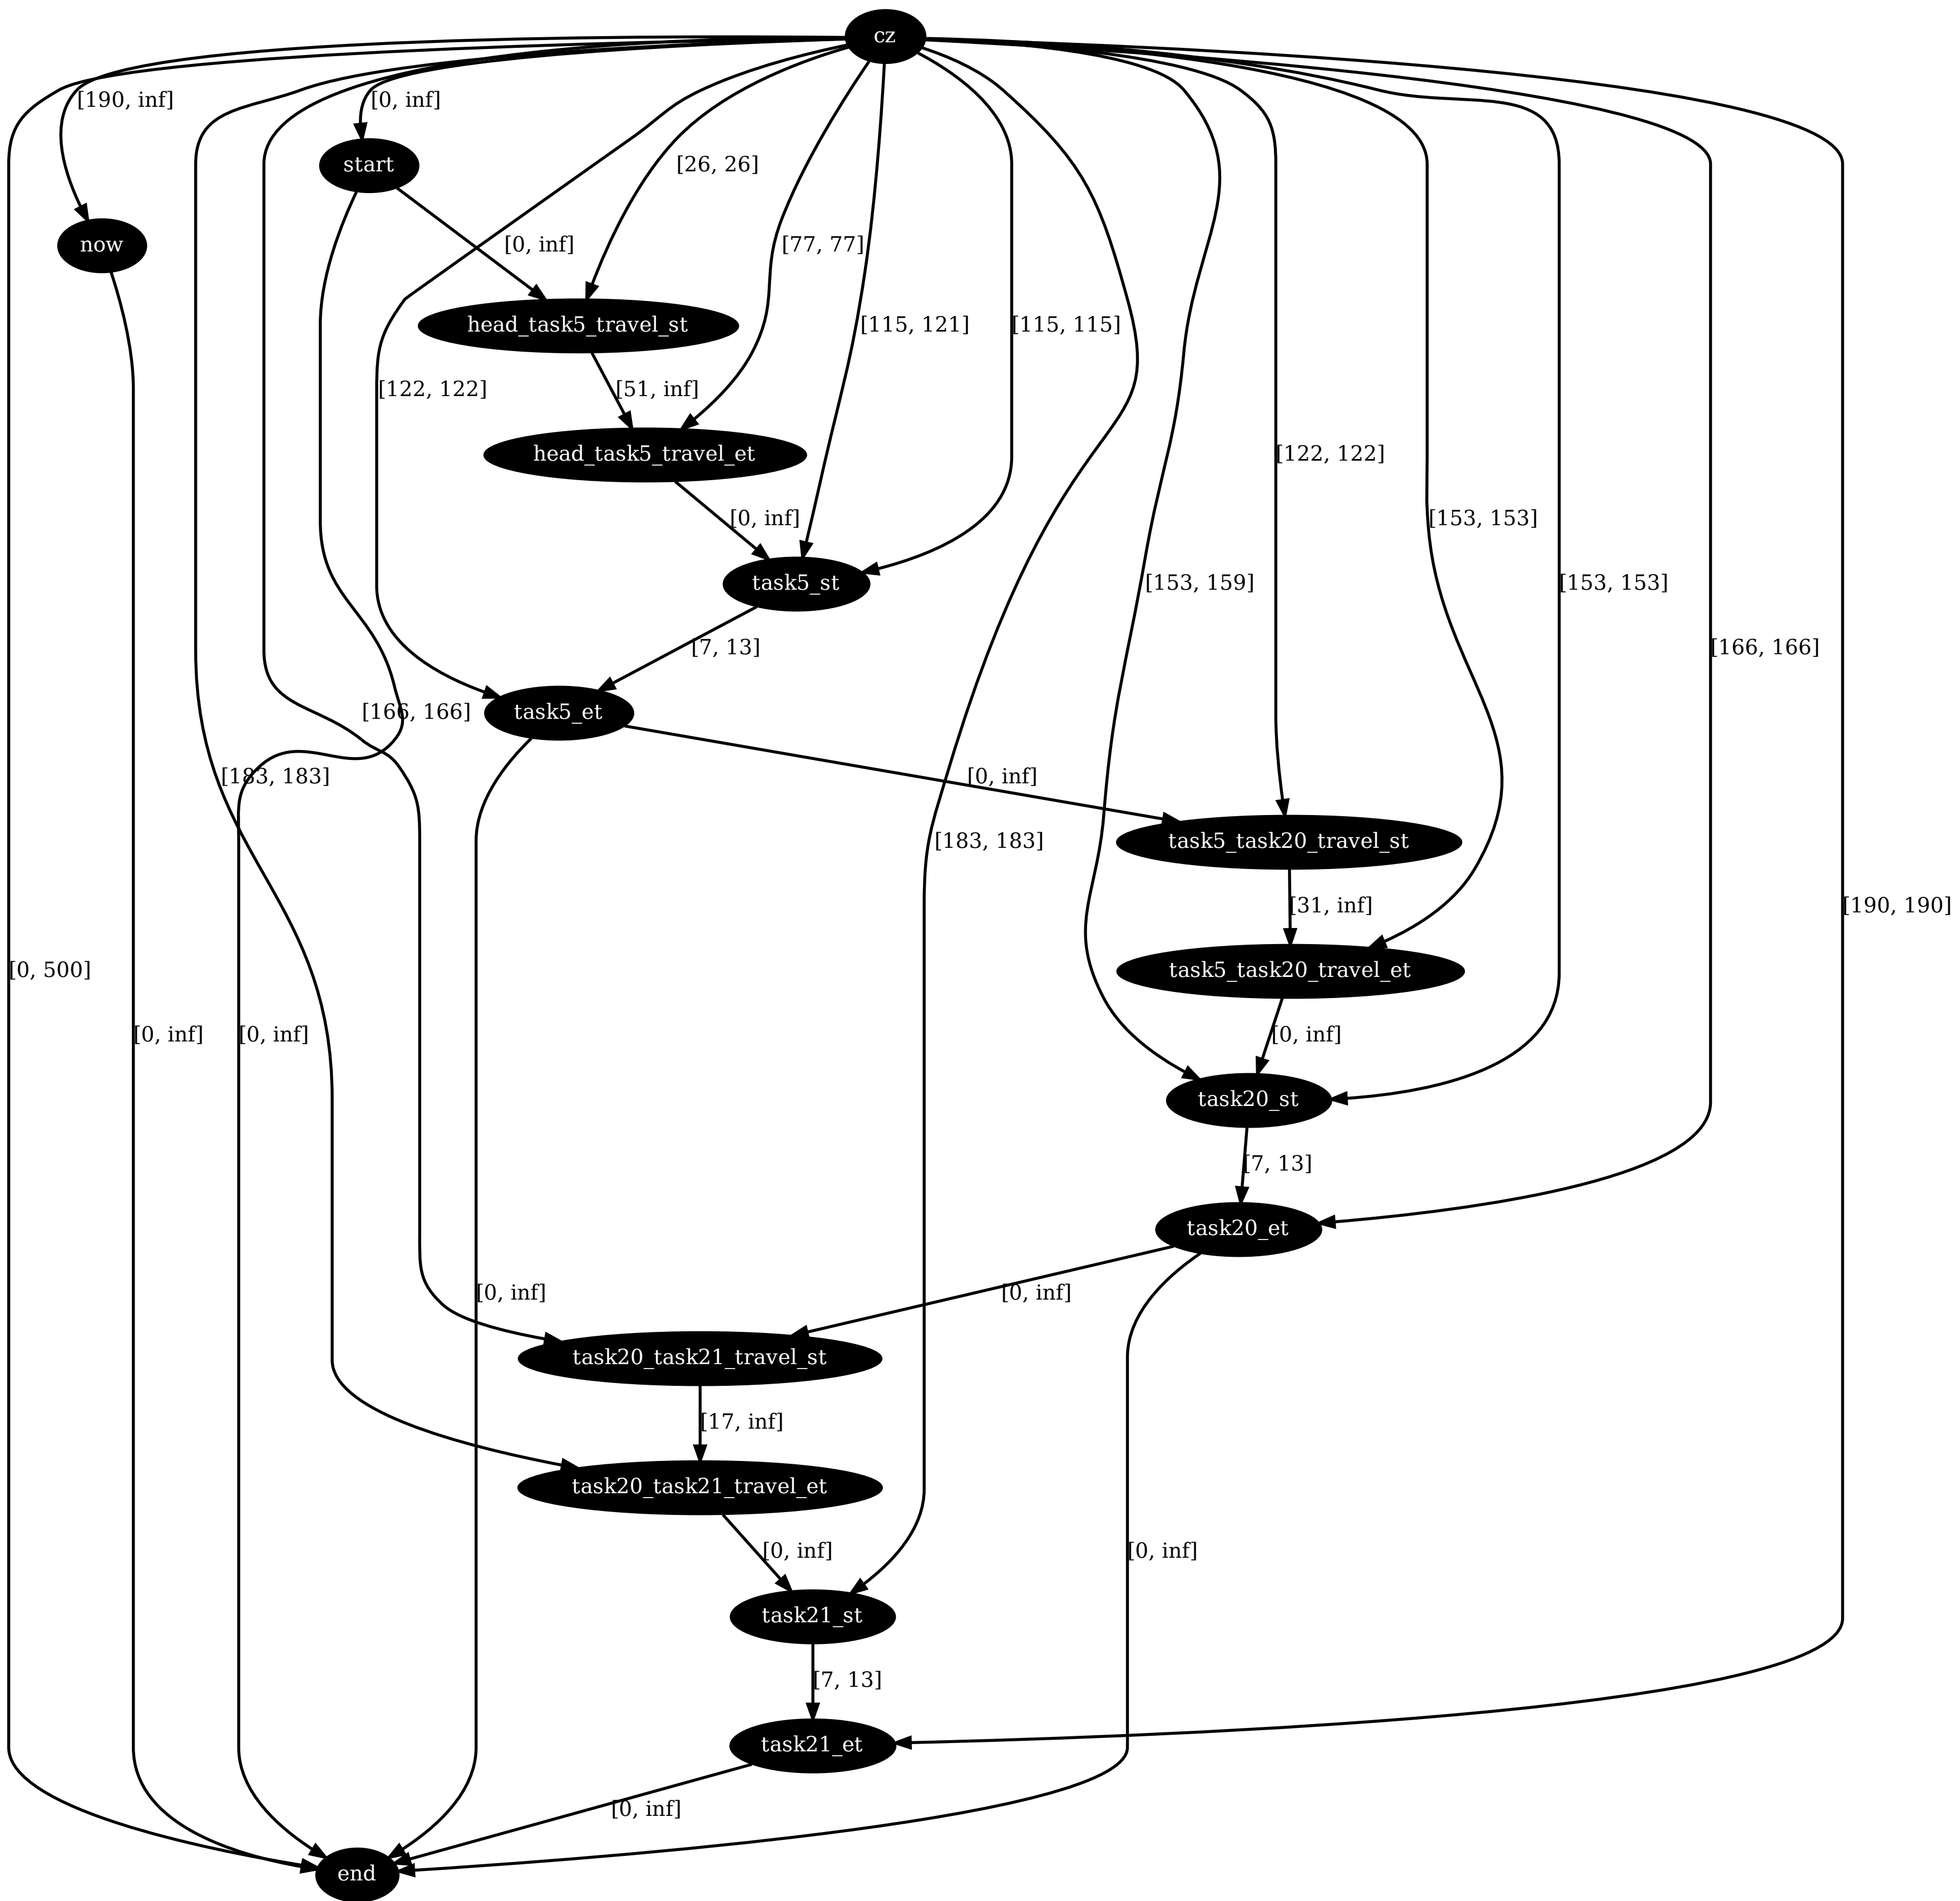 cz
[190, inf]
[0, inf]
start
[26, 26]
now
[0, inf]
[77, 77]
head_task5_travel_st
[115, 121]
[115, 115]
[122, 122]
[51, inf]
head_task5_travel_et
[122, 122]
[0, inf]
[153, 153]
task5_st
[153, 159]
[153, 153]
[7, 13]
[166, 166]
[166, 166]
task5_et
[183, 183]
[0, inf]
[183, 183]
task5_task20_travel_st
[31, inf]
[190, 190]
[0, 500]
task5_task20_travel_et
[0, inf]
[0, inf]
[0, inf]
task20_st
[7, 13]
task20_et
[0, inf]
[0, inf]
task20_task21_travel_st
[17, inf]
task20_task21_travel_et
[0, inf]
[0, inf]
task21_st
[7, 13]
task21_et
[0, inf]
end